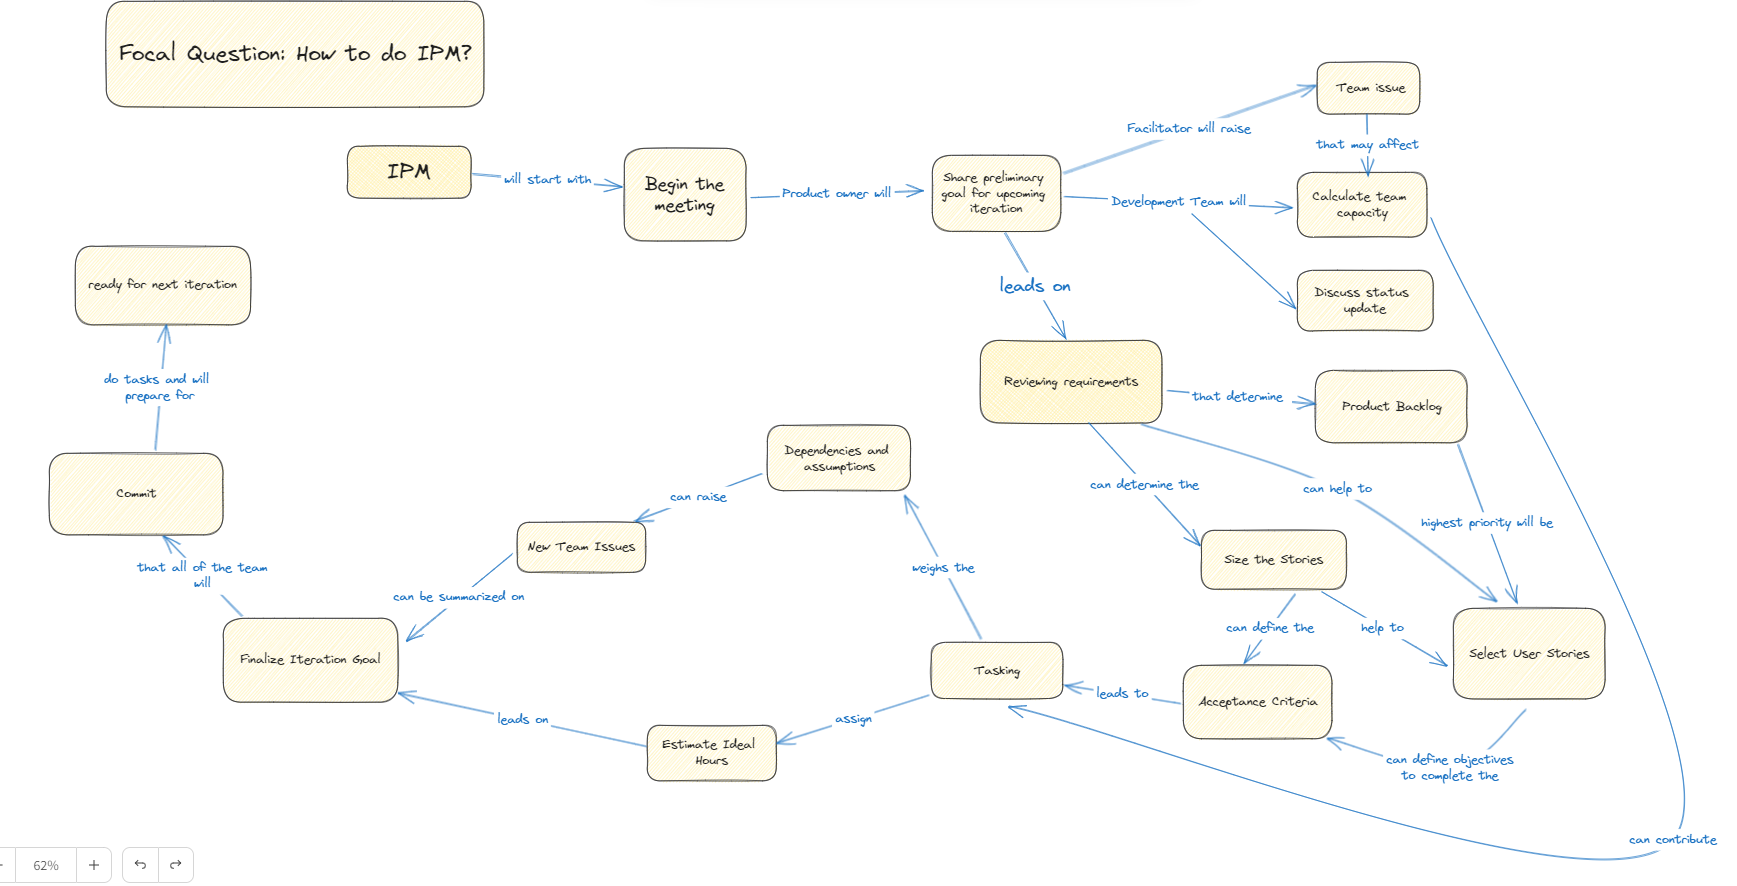 Focal Question: How to do IPM?
Team issue
Facilitator will raise
that may affect
IPM
will start with
Begin the
meeting
Product owner will
Share preliminary
goal for upcoming
iteration
Development Team will
Calculate team
capacity
ready for next iteration
leads on
Discuss status
update
do tasks and will
prepare for
Reviewing requirements
that determine
Product Backlog
Dependencies and
assumptions
can raise
can determine the
can help to
Commit
highest priority will be
New Team Issues
that all of the team
will
weighs the
Size the Stories
can be summarized on
can define the
help to
Finalize Iteration Goal
Tasking
Select User Stories
leads to
Acceptance Criteria
leads on
assign
Estimate Ideal
Hours
can define objectives
to complete the
can contribute
62%